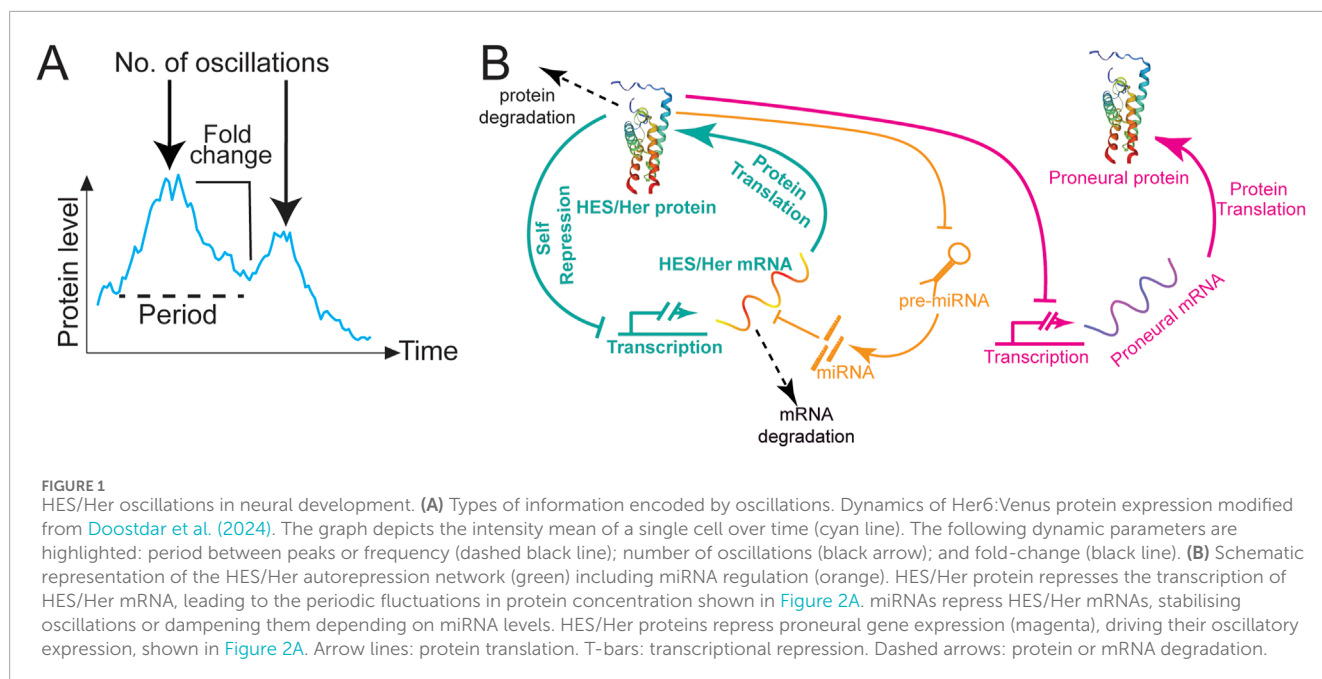 A
No. of oscillations
Fold
change
Protein level
Period
Time
B
protein
degradation
HES/Her protein
Self
Repression
Protein
Translation
HES/Her mRNA
Transcription
pre-miRNA
miRNA
mRNA
degradation
Proneural protein
Protein
Translation
Proneural mRNA
Transcription
FIGURE 1
HES/Her oscillations in neural development. (A) Types of information encoded by oscillations. Dynamics of Her6:Venus protein expression modified
from Doostdar et al. (2024). The graph depicts the intensity mean of a single cell over time (cyan line). The following dynamic parameters are
highlighted: period between peaks or frequency (dashed black line); number of oscillations (black arrow); and fold-change (black line). (B) Schematic
representation of the HES/Her autorepression network (green) including miRNA regulation (orange). HES/Her protein represses the transcription of
HES/Her mRNA, leading to the periodic fluctuations in protein concentration shown in Figure 2A. miRNAs repress HES/Her mRNAs, stabilising
oscillations or dampening them depending on miRNA levels. HES/Her proteins repress proneural gene expression (magenta), driving their oscillatory
expression, shown in Figure 2A. Arrow lines: protein translation. T-bars: transcriptional repression. Dashed arrows: protein or mRNA degradation.